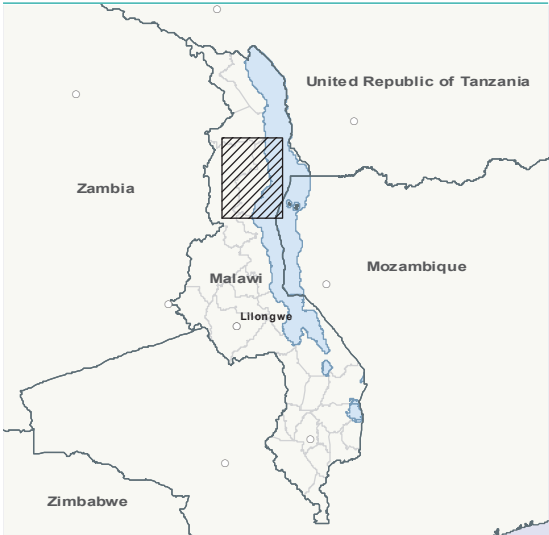 United Republic of Tanzania
Zambia
Mozambique
Malawi
Lilongwe
Zimbabwe